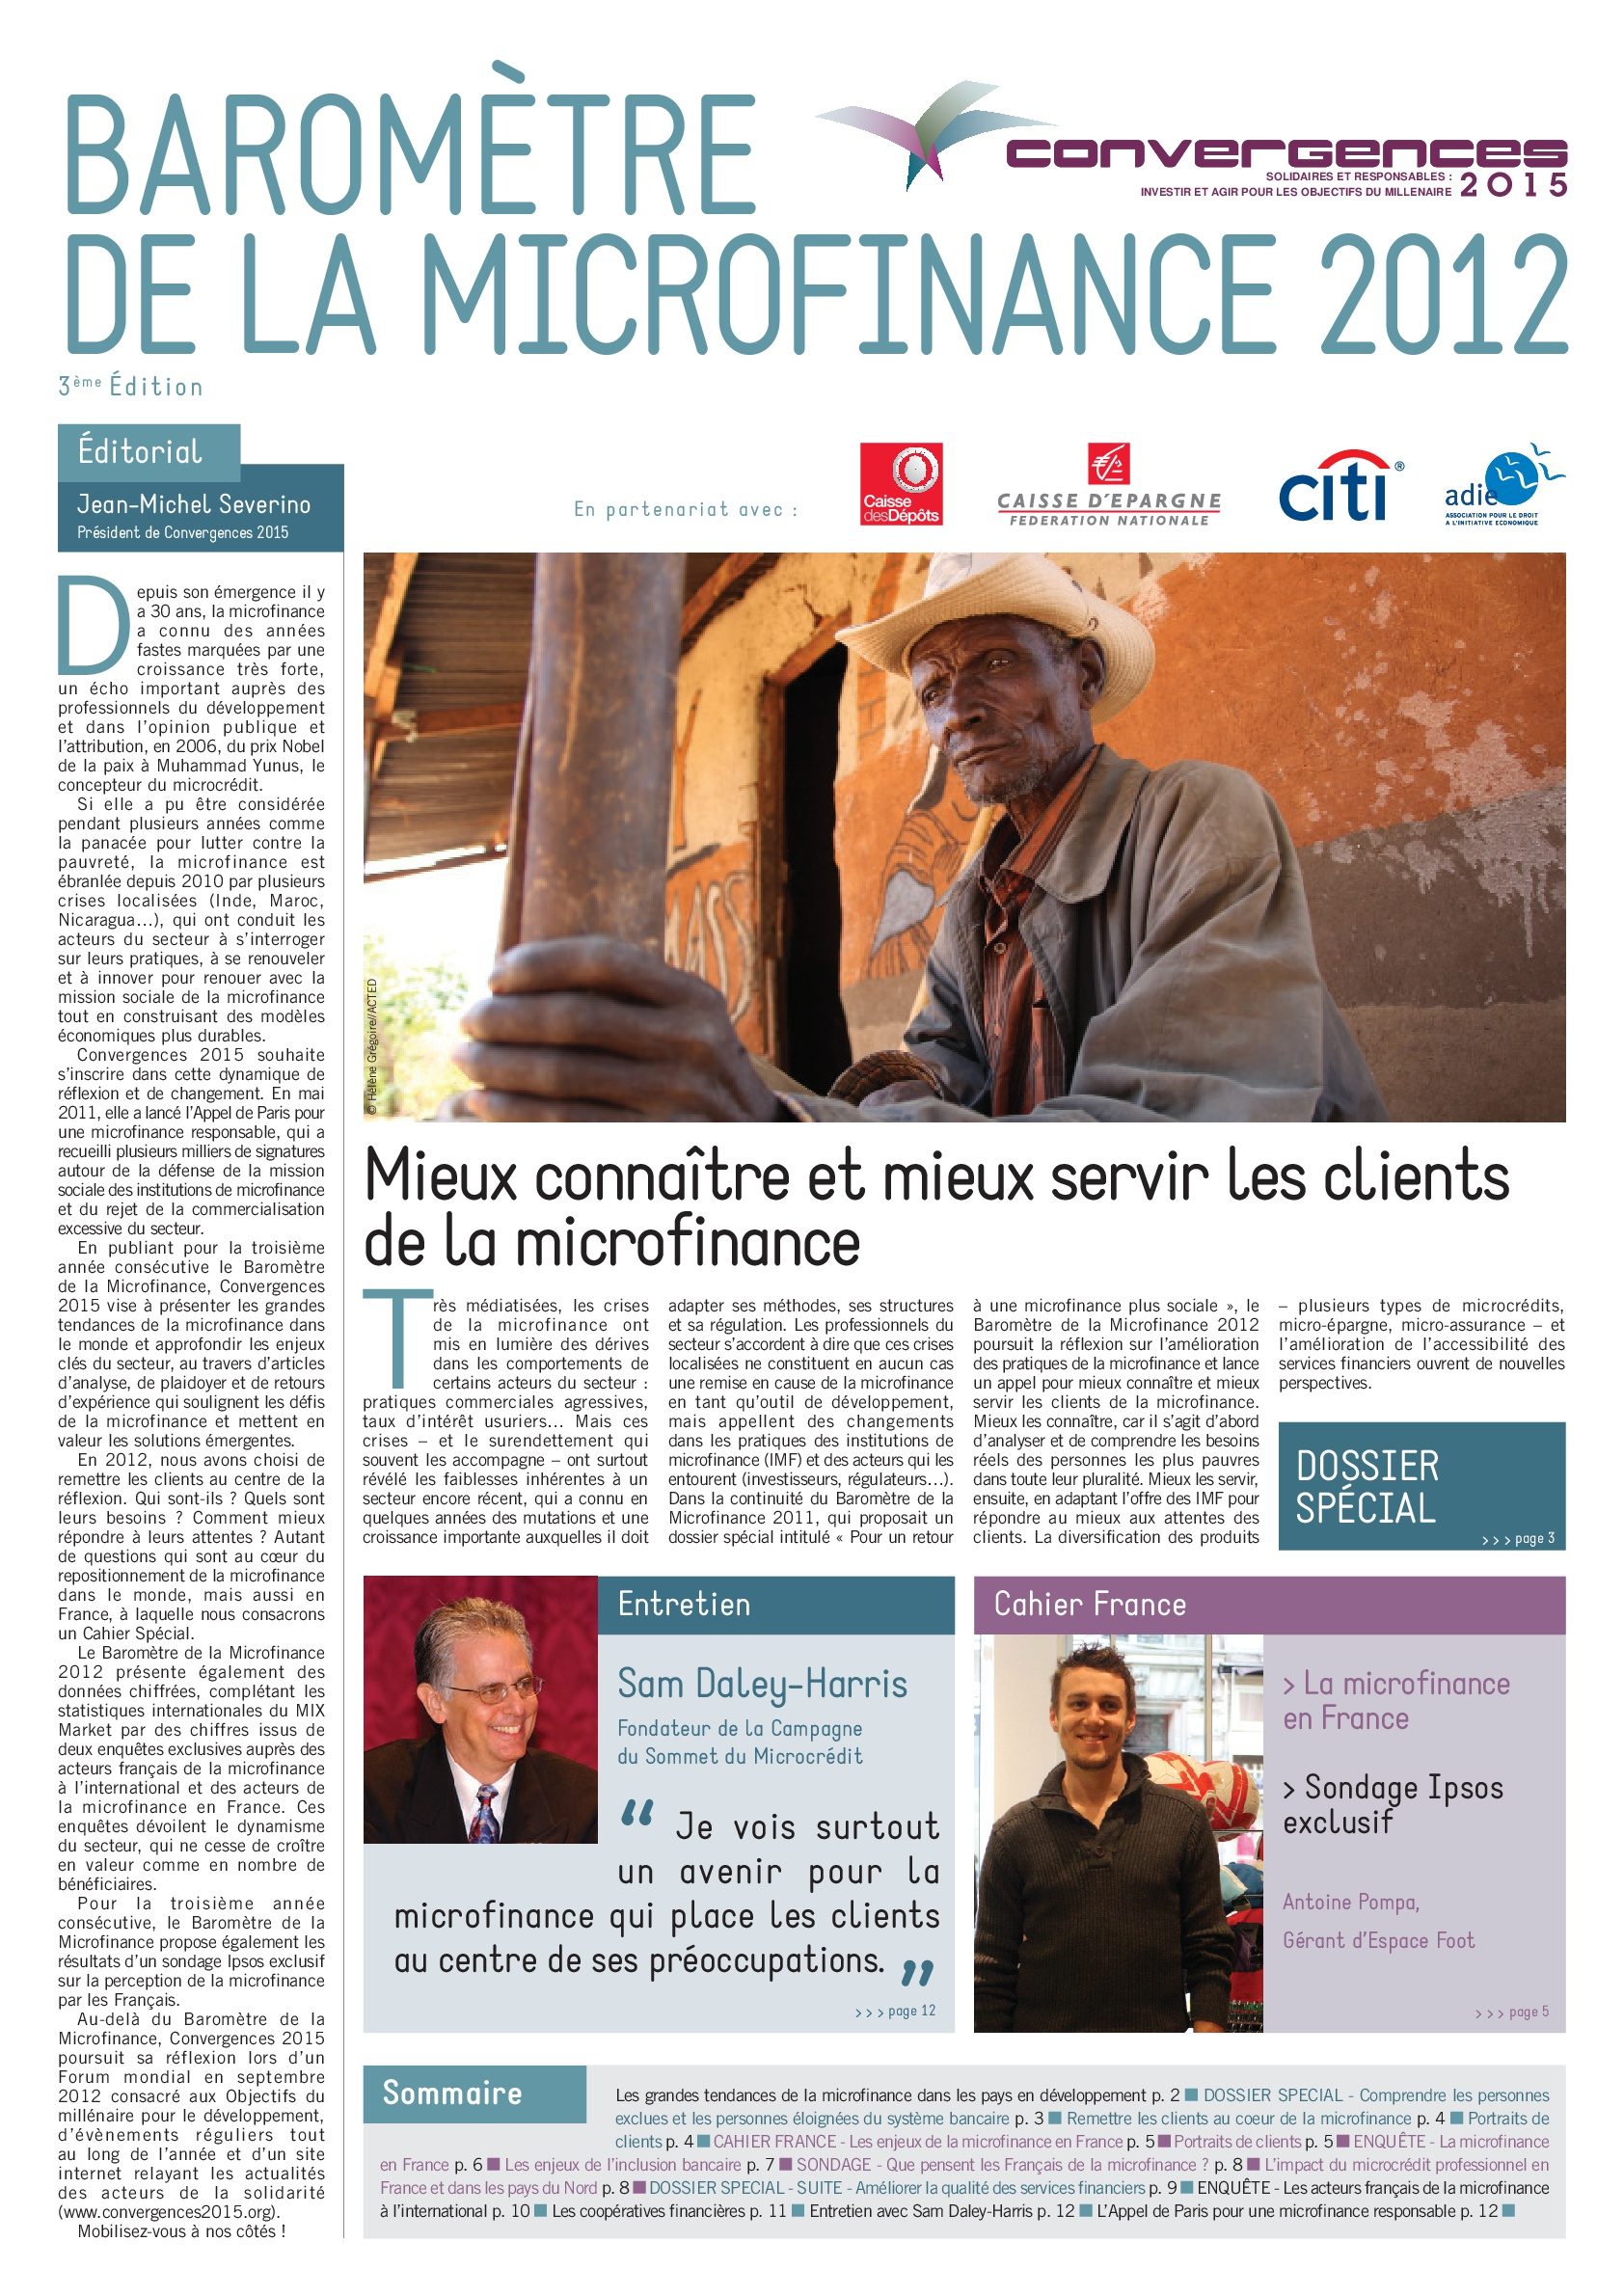 BAROMÈTRE
DE LA MICROFINANCE 2012
convergences
SOLIDAIRES ET RESPONSABLES :
INVESTIR ET AGIR POUR LES OBJECTIFS DU MILLENAIRE
2015
3ème Édition
Éditorial
Jean-Michel Severino
Président de Convergences 2015
En partenariat avec :
Caisse
desDépôts
CAISSE D'EPARGNE
FEDERATION NATIONALE
citi®
adie
ASSOCIATION POUR LE DROIT
A L'INITIATIVE ECONOMIQUE
Depuis son émergence il y
a 30 ans, la microfinance
a connu des années
fastes marquées par une
croissance très forte,
un écho important auprès des
professionnels du développement
et dans l'opinion publique et
l'attribution, en 2006, du prix Nobel
de la paix à Muhammad Yunus, le
concepteur du microcrédit.
Si elle a pu être considérée
pendant plusieurs années comme
la panacée pour lutter contre la
pauvreté, la microfinance est
ébranlée depuis 2010 par plusieurs
crises localisées (Inde, Maroc,
Nicaragua…), qui ont conduit les
acteurs du secteur à s'interroger
sur leurs pratiques, à se renouveler
et à innover pour renouer avec la
mission sociale de la microfinance
tout en construisant des modèles
économiques plus durables.
Convergences 2015 souhaite
s'inscrire dans cette dynamique de
réflexion et de changement. En mai
2011, elle a lancé l'Appel de Paris pour
une microfinance responsable, qui a
recueilli plusieurs milliers de signatures
autour de la défense de la mission
sociale des institutions de microfinance
et du rejet de la commercialisation
excessive du secteur.
En publiant pour la troisième
année consécutive le Baromètre
de la Microfinance, Convergences
2015 vise à présenter les grandes
tendances de la microfinance dans
le monde et approfondir les enjeux
clés du secteur, au travers d'articles
d'analyse, de plaidoyer et de retours
d'expérience qui soulignent les défis
de la microfinance et mettent en
valeur les solutions émergentes.
En 2012, nous avons choisi de
remettre les clients au centre de la
réflexion. Qui sont-ils ? Quels sont
leurs besoins ? Comment mieux
répondre à leurs attentes ? Autant
de questions qui sont au cœur du
repositionnement de la microfinance
dans le monde, mais aussi en
France, à laquelle nous consacrons
un Cahier Spécial.
Le Baromètre de la Microfinance
2012 présente également des
données chiffrées, complétant les
statistiques internationales du MIX
Market par des chiffres issus de
deux enquêtes exclusives auprès des
acteurs français de la microfinance
à l'international et des acteurs de
la microfinance en France. Ces
enquêtes dévoilent le dynamisme
du secteur, qui ne cesse de croître
en valeur comme en nombre de
bénéficiaires.
Pour la troisième année
consécutive, le Baromètre de la
Microfinance propose également les
résultats d'un sondage Ipsos exclusif
sur la perception de la microfinance
par les Français.
Au-delà du Baromètre de la
Microfinance, Convergences 2015
poursuit sa réflexion lors d'un
Forum mondial en septembre
2012 consacré aux Objectifs du
millénaire pour le développement,
d'évènements réguliers tout
au long de l'année et d'un site
internet relayant les actualités
des acteurs de la solidarité
(www.convergences2015.org).
Mobilisez-vous à nos côtés !
© Hélène Grégoire//ACTED
Mieux connaître et mieux servir les clients
de la microfinance
Très médiatisées, les crises
de la microfinance ont
mis en lumière des dérives
dans les comportements de
certains acteurs du secteur :
pratiques commerciales agressives,
taux d'intérêt usuriers… Mais ces
crises – et le surendettement qui
souvent les accompagne – ont surtout
révélé les faiblesses inhérentes à un
secteur encore récent, qui a connu en
quelques années des mutations et une
croissance importante auxquelles il doit
adapter ses méthodes, ses structures
et sa régulation. Les professionnels du
secteur s'accordent à dire que ces crises
localisées ne constituent en aucun cas
une remise en cause de la microfinance
en tant qu'outil de développement,
mais appellent des changements
dans les pratiques des institutions de
microfinance (IMF) et des acteurs qui les
entourent (investisseurs, régulateurs…).
Dans la continuité du Baromètre de la
Microfinance 2011, qui proposait un
dossier spécial intitulé « Pour un retour
à une microfinance plus sociale », le
Baromètre de la Microfinance 2012
poursuit la réflexion sur l'amélioration
des pratiques de la microfinance et lance
un appel pour mieux connaître et mieux
servir les clients de la microfinance.
Mieux les connaître, car il s'agit d'abord
d'analyser et de comprendre les besoins
réels des personnes les plus pauvres
dans toute leur pluralité. Mieux les servir,
ensuite, en adaptant l'offre des IMF pour
répondre au mieux aux attentes des
clients. La diversification des produits
– plusieurs types de microcrédits,
micro-épargne, micro-assurance – et
l'amélioration de l'accessibilité des
services financiers ouvrent de nouvelles
perspectives.
DOSSIER
SPÉCIAL
>>> page 3
Entretien
Sam Daley-Harris
Fondateur de la Campagne
du Sommet du Microcrédit
“ Je vois surtout
un avenir pour la
microfinance qui place les clients
au centre de ses préoccupations. ”
>>> page 12
Cahier France
> La microfinance
en France
> Sondage Ipsos
exclusif
Antoine Pompa,
Gérant d'Espace Foot
>>> page 5
Sommaire
Les grandes tendances de la microfinance dans les pays en développement p. 2 ■ DOSSIER SPECIAL - Comprendre les personnes
exclues et les personnes éloignées du système bancaire p. 3 ■ Remettre les clients au coeur de la microfinance p. 4 ■ Portraits de
clients p. 4 ■ CAHIER FRANCE - Les enjeux de la microfinance en France p. 5 ■ Portraits de clients p. 5 ■ ENQUÊTE - La microfinance
en France p. 6 ■ Les enjeux de l'inclusion bancaire p. 7 ■ SONDAGE - Que pensent les Français de la microfinance ? p. 8 ■ L'impact du microcrédit professionnel en
France et dans les pays du Nord p. 8 ■ DOSSIER SPECIAL - SUITE - Améliorer la qualité des services financiers p. 9 ■ ENQUÊTE - Les acteurs français de la microfinance
à l'international p. 10 ■ Les coopératives financières p. 11 ■ Entretien avec Sam Daley-Harris p. 12 ■ L'Appel de Paris pour une microfinance responsable p. 12 ■